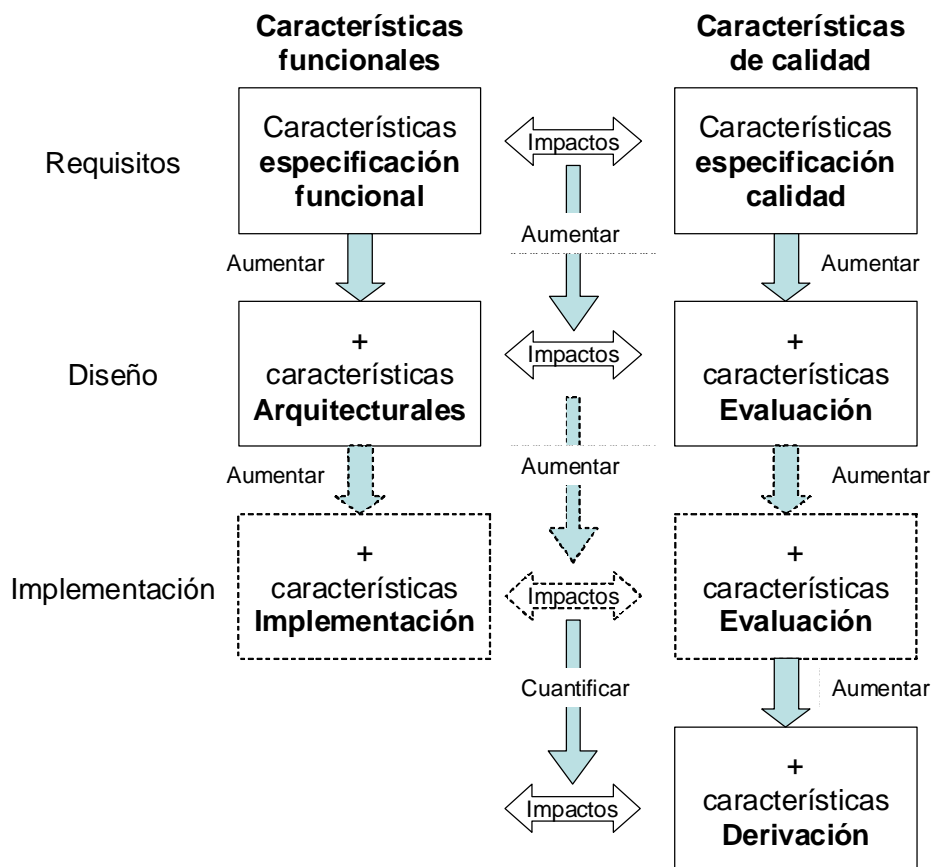 Características
funcionales
Características
de calidad
Requisitos
Características
especificación
funcional
Impactos
Características
especificación
calidad
Aumentar
Aumentar
Aumentar
Diseño
+
características
Arquitecturales
Impactos
+
características
Evaluación
Aumentar
Aumentar
Aumentar
Implementación
+
características
Implementación
Impactos
+
características
Evaluación
Cuantificar
Aumentar
Impactos
+
características
Derivación